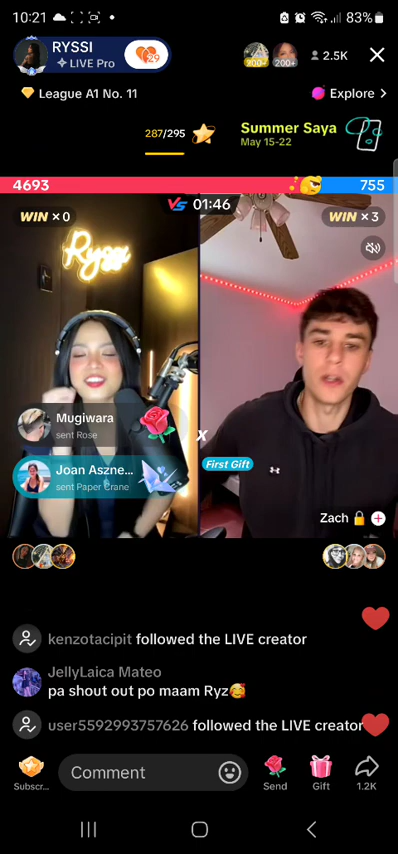 10:21
83%
RYSSI
LIVE Pro
29
200+
2.5K
League A1 No. 11
Explore >
287/295
Summer Saya
May 15-22
4693
755
VS 01:46
WIN x 0
WIN x 3
Ryssi
Mugiwara
sent Rose
X
Joan Aszne...
sent Paper Crane
First Gift
Zach
kenzotacipit followed the LIVE creator
JellyLaica Mateo
pa shout out po maam Ryz🥰
user5592993757626 followed the LIVE creator
Subscr...
Comment
Send
Gift
1.2K